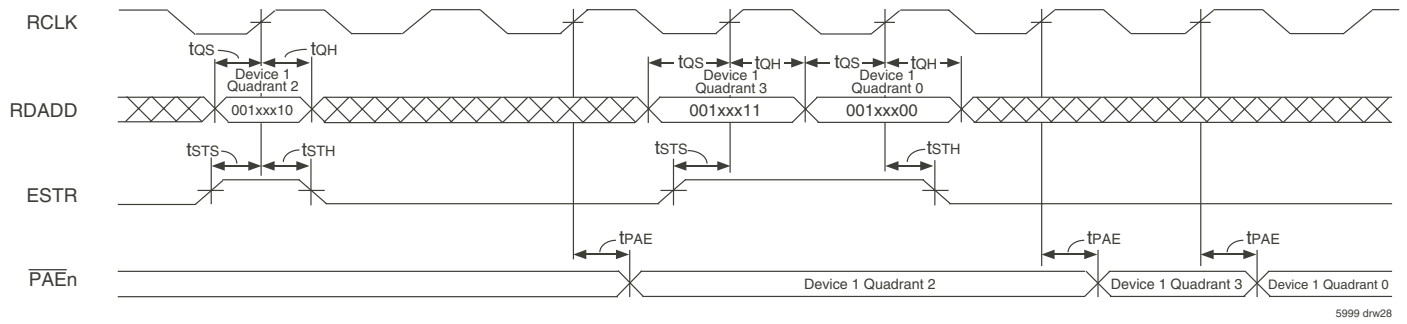 RCLK
tQS tQH
Device 1
Quadrant 2
tQS tQH tQS tQH
Device 1
Quadrant 3
Device 1
Quadrant 0
RDADD
001xxx10
001xxx11
001xxx00
tSTS tSTH tSTS tSTH
ESTR
tPAE tPAE tPAE
PAEn
Device 1 Quadrant 2
Device 1 Quadrant 3
Device 1 Quadrant 0
5999 drw28